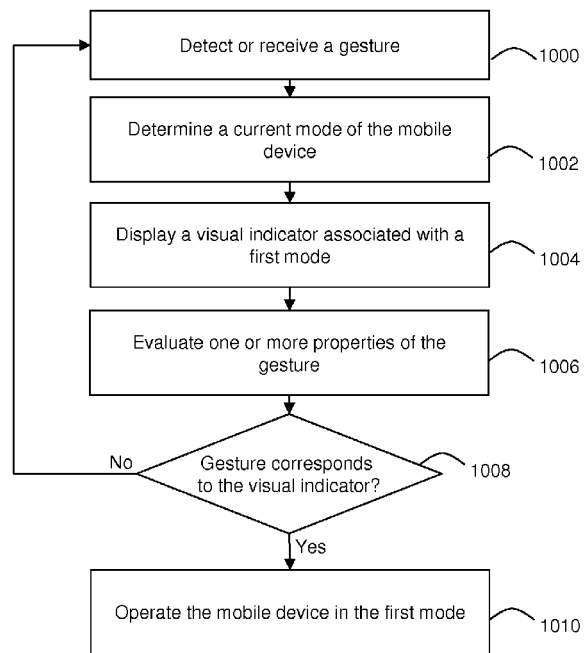 Detect or receive a gesture
1000
Determine a current mode of the mobile
device
1002
Display a visual indicator associated with a
first mode
1004
Evaluate one or more properties of the
gesture
1006
No
Gesture corresponds
to the visual indicator?
1008
Yes
Operate the mobile device in the first mode
1010